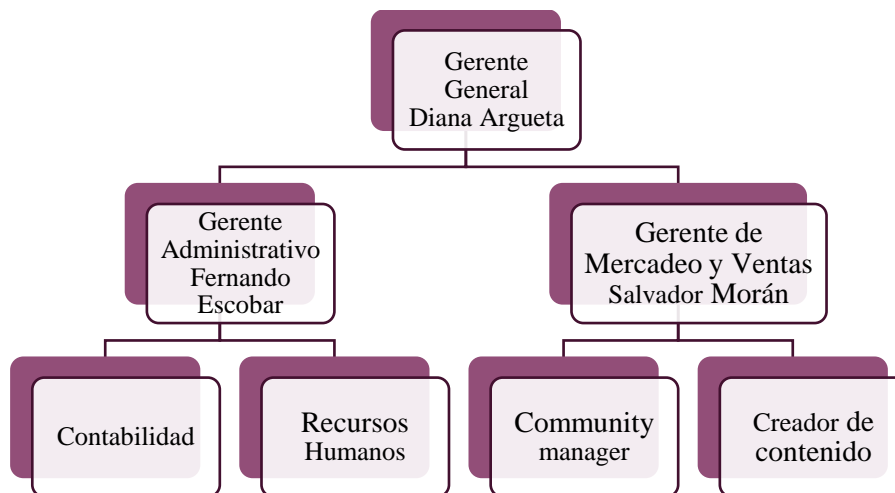 Gerente
General
Diana Argueta
Gerente
Administrativo
Fernando
Escobar
Gerente de
Mercadeo y Ventas
Salvador Morán
Contabilidad
Recursos
Humanos
Community
manager
Creador de
contenido